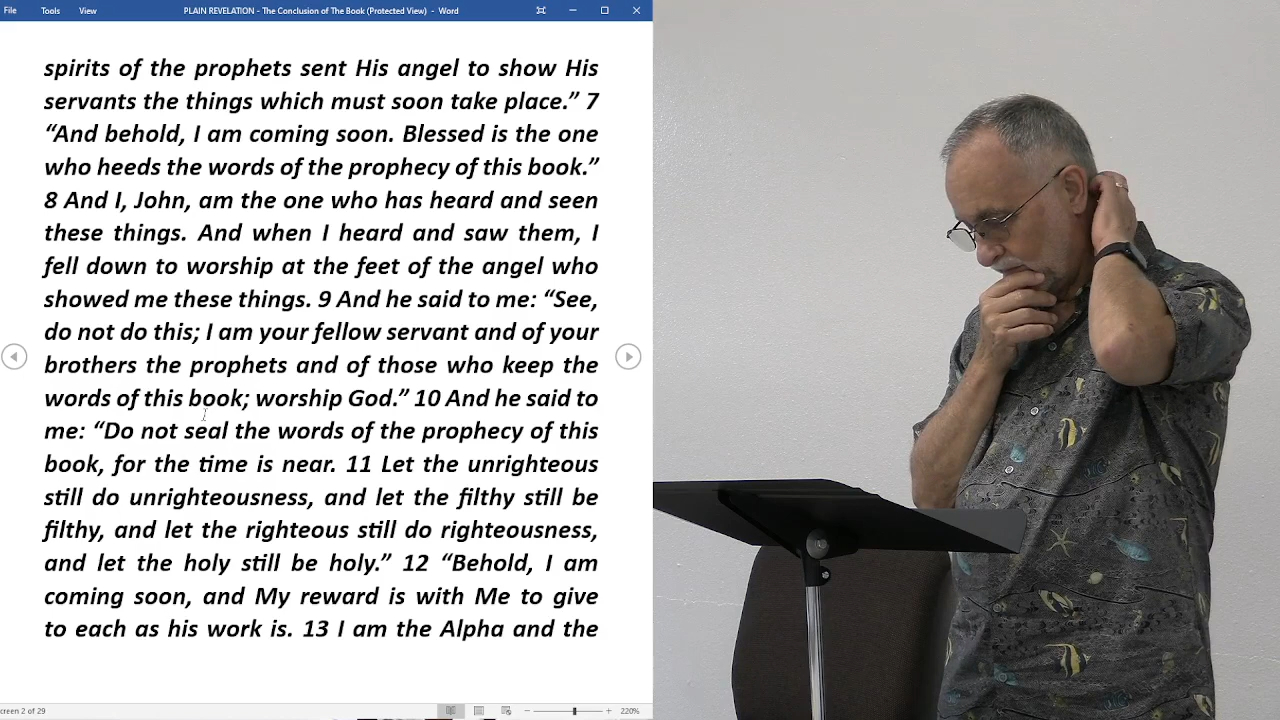 File Tools View PLAIN REVELATION - The Conclusion of The Book (Protected View) - Word
spirits of the prophets sent His angel to show His
servants the things which must soon take place.” 7
“And behold, I am coming soon. Blessed is the one
who heeds the words of the prophecy of this book.”
8 And I, John, am the one who has heard and seen
these things. And when I heard and saw them, I
fell down to worship at the feet of the angel who
showed me these things. 9 And he said to me: “See,
do not do this; I am your fellow servant and of your
brothers the prophets and of those who keep the
words of this book; worship God.” 10 And he said to
me: “Do not seal the words of the prophecy of this
book, for the time is near. 11 Let the unrighteous
still do unrighteousness, and let the filthy still be
filthy, and let the righteous still do righteousness,
and let the holy still be holy.” 12 “Behold, I am
coming soon, and My reward is with Me to give
to each as his work is. 13 I am the Alpha and the
creen 2 of 29 220%